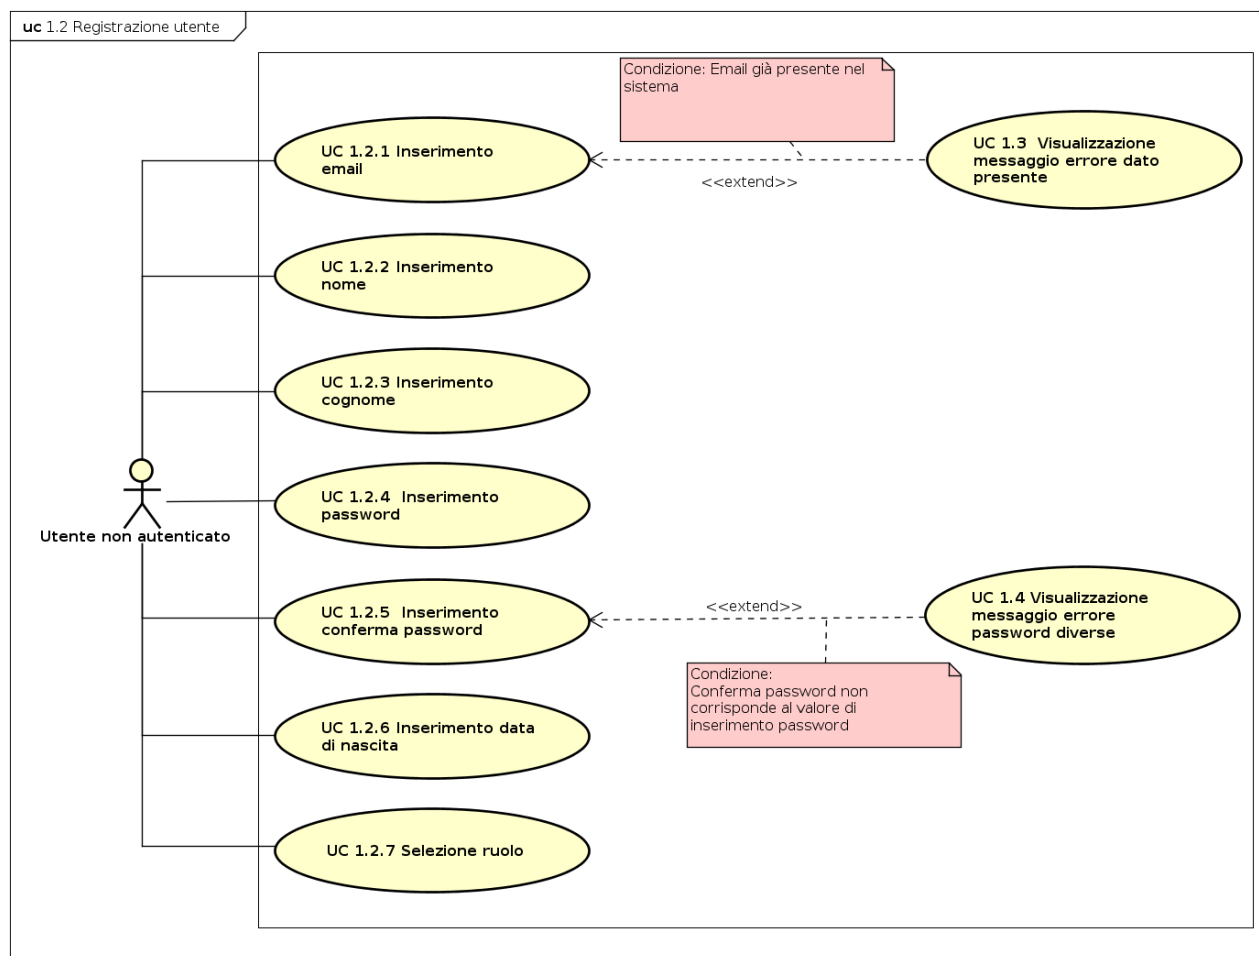 uc 1.2 Registrazione utente
Condizione: Email già presente nel
sistema
UC 1.2.1 Inserimento
email
<<extend>>
UC 1.3  Visualizzazione
messaggio errore dato
presente
UC 1.2.2 Inserimento
nome
UC 1.2.3 Inserimento
cognome
UC 1.2.4  Inserimento
password
Utente non autenticato
UC 1.2.5  Inserimento
conferma password
<<extend>>
UC 1.4 Visualizzazione
messaggio errore
password diverse
Condizione:
Conferma password non
corrisponde al valore di
inserimento password
UC 1.2.6 Inserimento data
di nascita
UC 1.2.7 Selezione ruolo